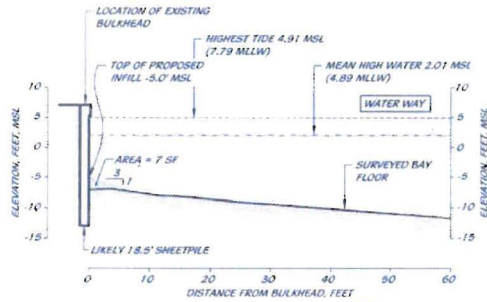 LOCATION OF EXISTING
BULKHEAD
HIGHEST TIDE 4.91 MSL
(7.79 MLLW)
TOP OF PROPOSED
INFILL -5.0' MSL
MEAN HIGH WATER 2.01 MSL
(4.89 MLLW)
WATER WAY
10
5
0
-5
-10
-15
ELEVATION, FEET, MSL
AREA = 7 SF
3
1
SURVEYED BAY
FLOOR
LIKELY 18.5' SHEETPILE
10
5
0
-5
-10
-15
ELEVATION, FEET, MSL
0
10
20
30
40
50
60
DISTANCE FROM BULKHEAD, FEET